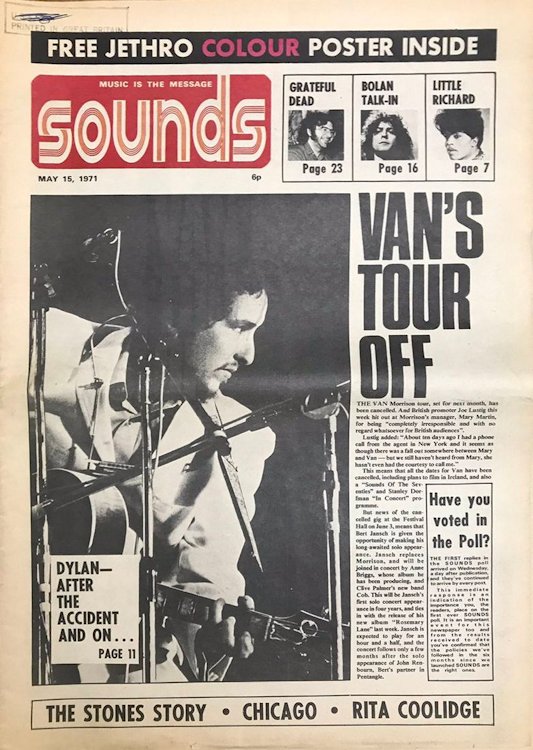 PRINTED IN GREAT BRITAIN
FREE JETHRO COLOUR POSTER INSIDE
MUSIC IS THE MESSAGE
sounds
MAY 15, 1971 6p
GRATEFUL
DEAD
Page 23
BOLAN
TALK-IN
Page 16
LITTLE
RICHARD
Page 7
VAN'S
TOUR
OFF
THE VAN Morrison tour, set for next month, has
been cancelled. And British promoter Joe Lustig this
week hit out at Morrison's manager, Mary Martin,
for being "completely irresponsible and with no
regard whatsoever for British audiences".
Lustig added: "About ten days ago I had a phone
call from the agent in New York and it seems as
though there was a fall out somewhere between Mary
and Van — but we still haven't heard from Mary, she
hasn't even had the courtesy to call me."
This means that all the dates for Van have been
cancelled, including plans to film in Ireland, and also
a "Sounds Of The Sev-
enties" and Stanley Dor-
fman "In Concert" pro-
gramme.
But news of the can-
celled gig at the Festival
Hall on June 3, means that
Bert Jansch is given the
opportunity of making his
long-awaited solo appear-
ance. Jansch replaces
Morrison, and will be
joined in concert by Anne
Briggs, whose album he
has been producing, and
Clive Palmer's new band
Cob. This will be Jansch's
first solo concert appear-
ance in four years, and ties
in with the release of his
new album "Rosemary
Lane" last week. Jansch is
expected to play for an
hour and a half, and the
concert follows only a few
months after the solo
appearance of John Ren-
bourn, Bert's partner in
Pentangle.
Have you
voted in
the Poll?
THE FIRST replies in
the SOUNDS poll
arrived on Wednesday,
a day after publication,
and they've continued
to arrive by every post.
This immediate
response is an
indication of the
importance you, the
readers, place on the
first ever SOUNDS
poll. It is an important
event for this
newspaper too and
from the results
received to date
you've confirmed that
the policies we've
followed in the six
months since we
launched SOUNDS are
the right ones.
DYLAN—
AFTER
THE
ACCIDENT
AND ON...
PAGE 11
THE STONES STORY • CHICAGO • RITA COOLIDGE